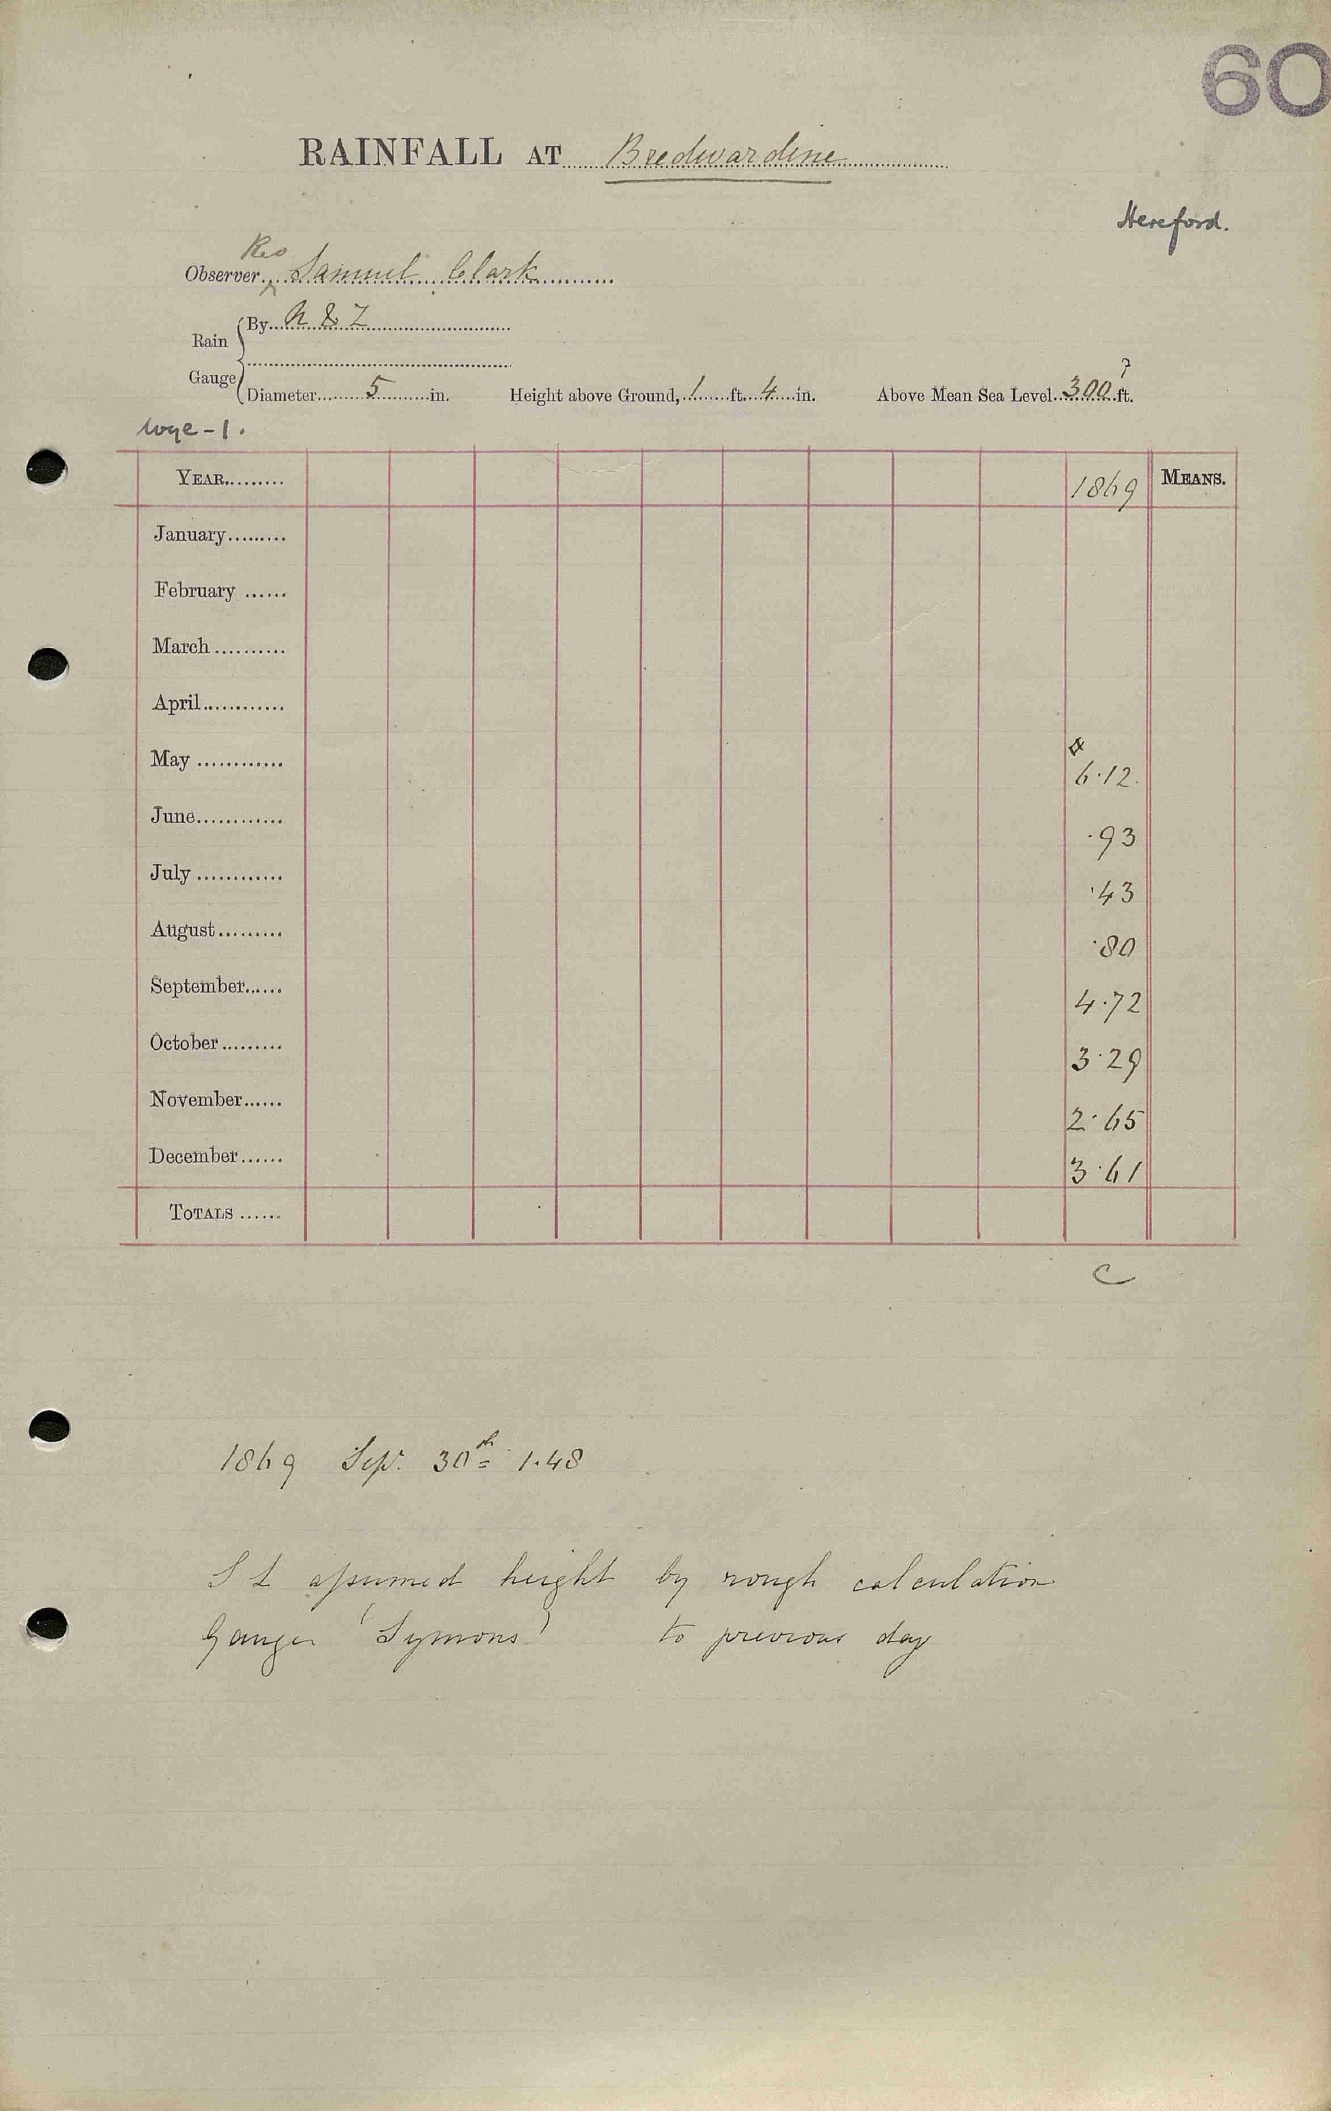 60
RAINFALL AT Bredwardine
Hereford.
Rev
Observer Samuel Clark
Rain Gauge
By N & Z
Diameter 5 in. Height above Ground, 1 ft. 4 in. Above Mean Sea Level 300 ? ft.
Wye - 1.
YEAR 1869 MEANS.
January
February
March
April
May 6.12
June .93
July .43
August .80
September 4.72
October 3.29
November 2.65
December 3.61
TOTALS
C
1869 Sep. 30th 1.48
S L assumed height by rough calculation
Gauge 'Symons' to previous day